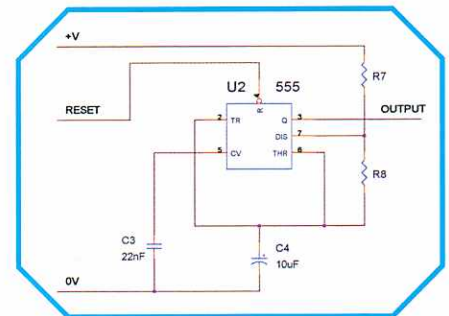 +V
R7
U2 555
4
RESET
R
2 TR Q 3 OUTPUT
DIS 7
5 CV THR 6
R8
C3
22nF
C4
+
10uF
0V